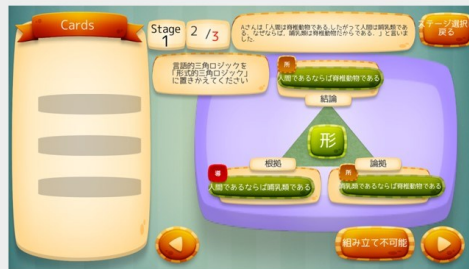 Cards
Stage
1
2 /3
Aさんは「人間は脊椎動物である.したがって人間は哺乳類であ
る. なぜならば、哺乳類は脊椎動物だからである. 」と言いま
した.
ステージ選択
戻る
言語的三角ロジックを
「形式的三角ロジック」
に置きかえてください
所
人間であるならば脊椎動物である
結論
形
根拠
論拠
導
人間であるならば哺乳類である
所
哺乳類であるならば脊椎動物である
組み立て不可能